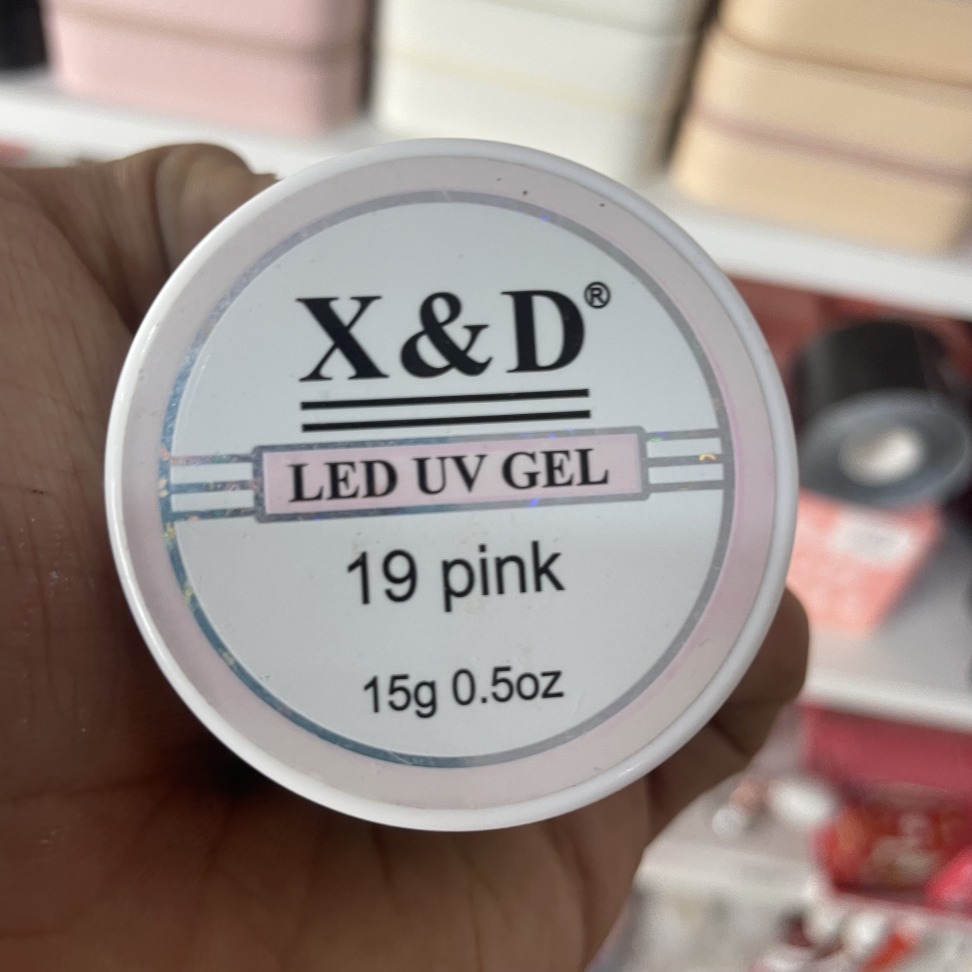 X & D®
LED UV GEL
19 pink
15g 0.5oz